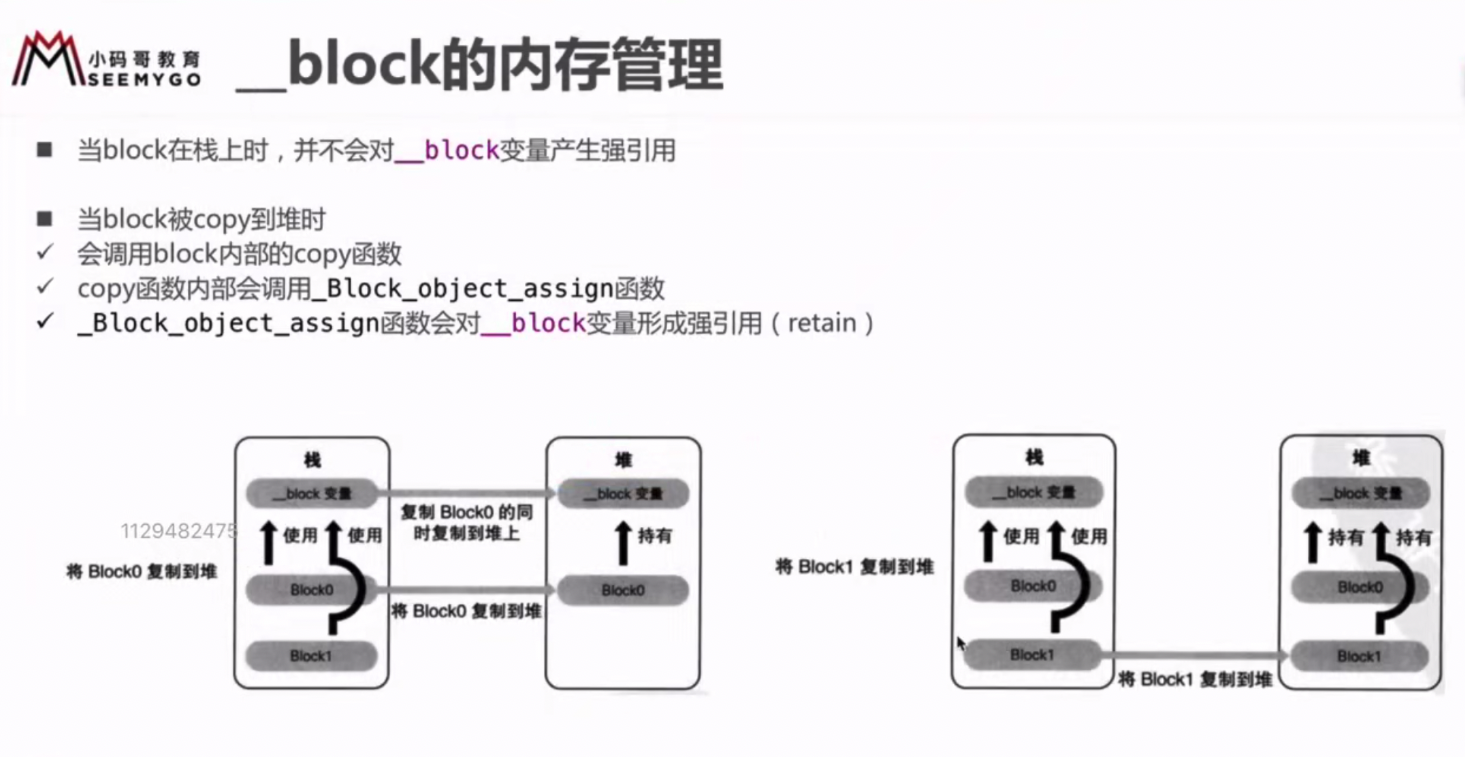 小码哥教育
SEEMYGO
__block的内存管理
■ 当block在栈上时，并不会对__block变量产生强引用
■ 当block被copy到堆时
✓ 会调用block内部的copy函数
✓ copy函数内部会调用_Block_object_assign函数
✓ _Block_object_assign函数会对__block变量形成强引用（retain）
栈
__block 变量
使用
使用
Block0
Block1
1129482475
将 Block0 复制到堆
复制 Block0 的同
时复制到堆上
将 Block0 复制到堆
堆
__block 变量
持有
Block0
将 Block1 复制到堆
栈
__block 变量
使用
使用
Block0
Block1
将 Block1 复制到堆
堆
__block 变量
持有
持有
Block0
Block1